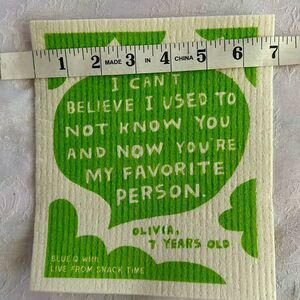 1 2 MADE 3 IN 4 CHINA 5 6 7
I CAN'T
BELIEVE I USED TO
NOT KNOW YOU
AND NOW YOU'RE
MY FAVORITE
PERSON.
OLIVIA,
7 YEARS OLD
BLUE Q with
LIVE FROM SNACK TIME